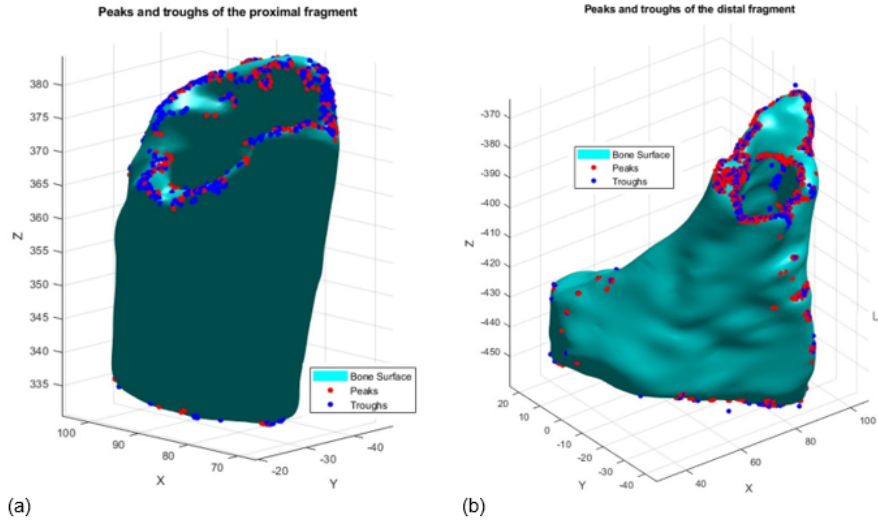 Peaks and troughs of the proximal fragment
380
375
370
365
360
355
350
345
340
335
Z
100
90
80
70
X
-20
-30
-40
Y
Bone Surface
Peaks
Troughs
(a)
Peaks and troughs of the distal fragment
-370
-380
-390
-400
-410
-420
-430
-440
-450
Z
20
10
0
-10
-20
-30
-40
Y
40
60
80
100
X
L
Bone Surface
Peaks
Troughs
(b)